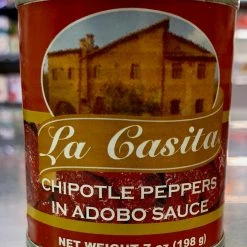 La Casita
CHIPOTLE PEPPERS
IN ADOBO SAUCE
NET WEIGHT 7 oz (198 g)